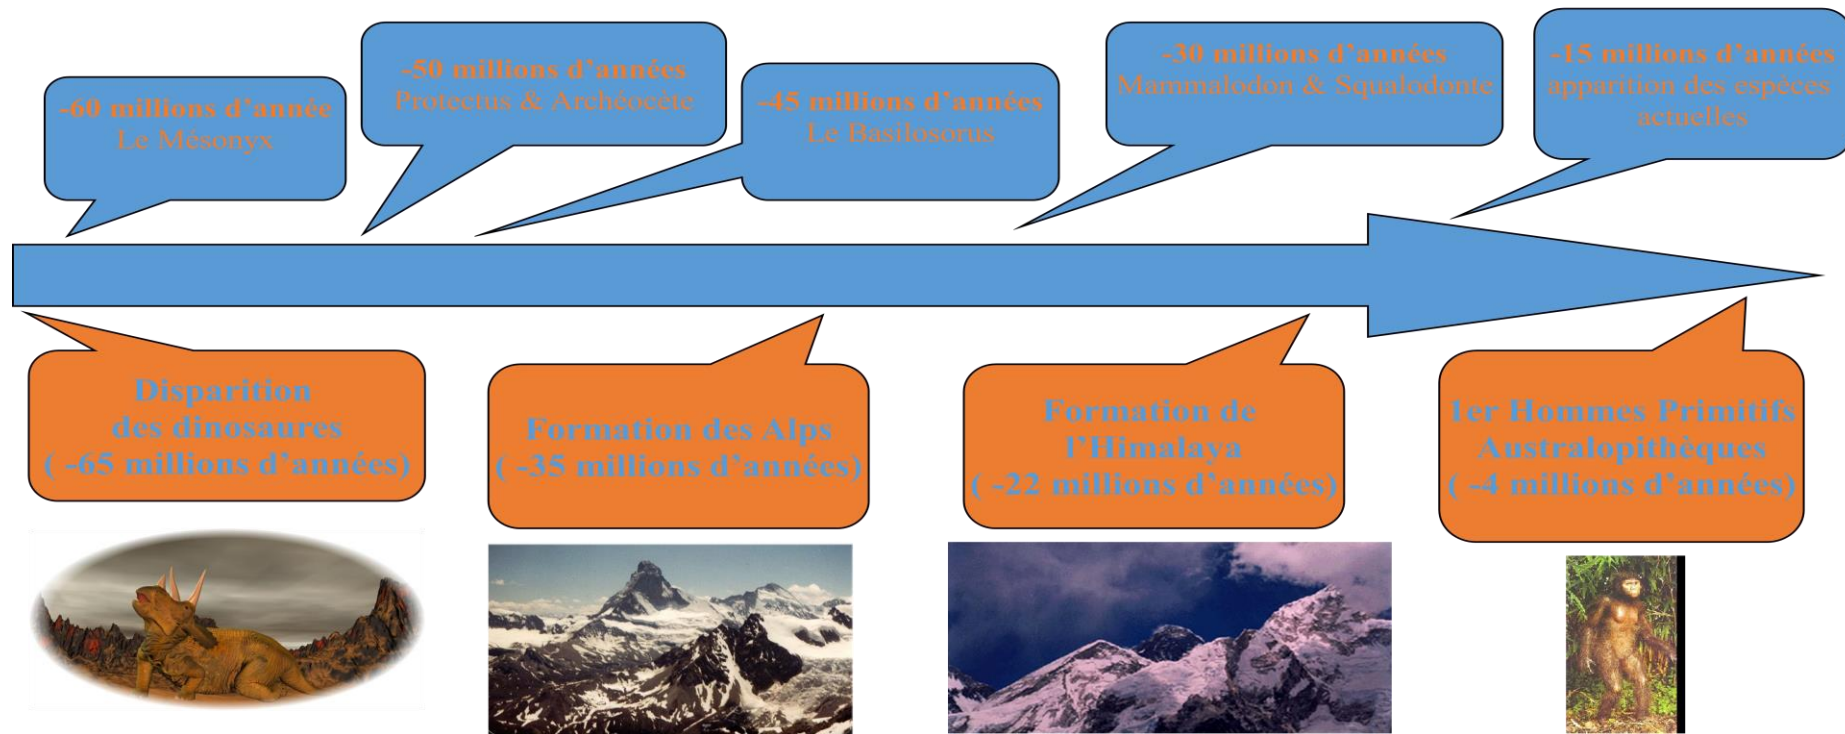 -60 millions d'année
Le Mésonyx
-50 millions d'années
Protectus & Archéocète
-45 millions d'années
Le Basilosorus
-30 millions d'années
Mammalodon & Squalodonte
-15 millions d'années
apparition des espèces
actuelles
Disparition
des dinosaures
( -65 millions d'années)
Formation des Alps
( -35 millions d'années)
Formation de
l'Himalaya
( -22 millions d'années)
1er Hommes Primitifs
Australopithèques
( -4 millions d'années)